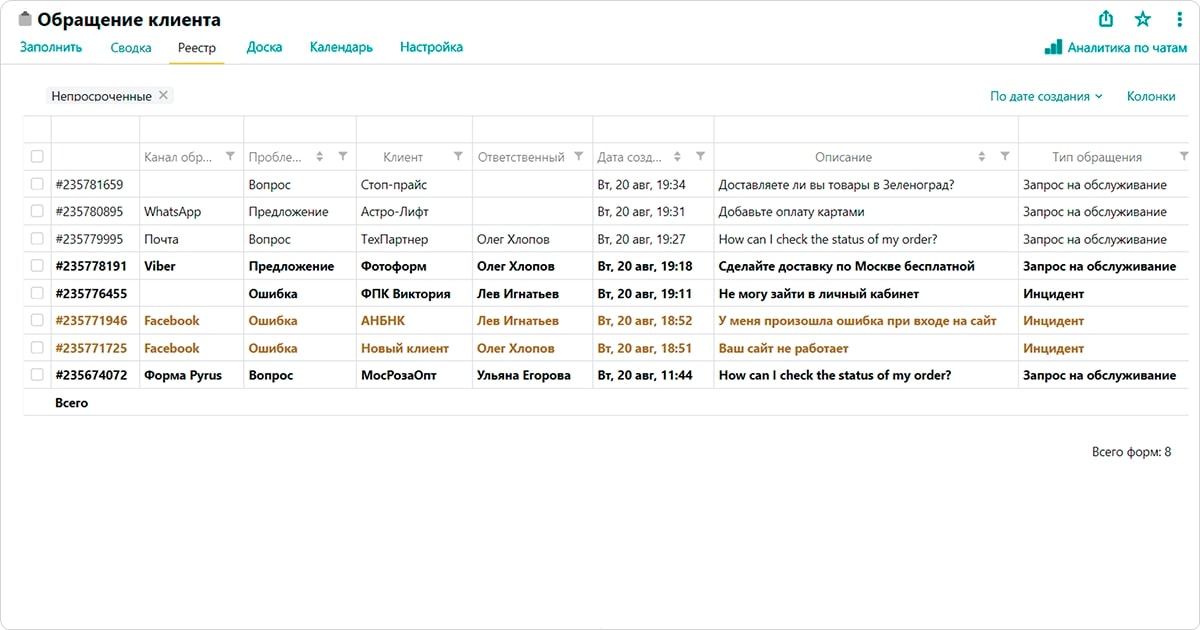 Обращение клиента
Заполнить Сводка Реестр Доска Календарь Настройка Аналитика по чатам
Непросроченные По дате создания Колонки
Канал обр... Пробле... Клиент Ответственный Дата созд... Описание Тип обращения
#235781659 Вопрос Стоп-прайс Вт, 20 авг, 19:34 Доставляете ли вы товары в Зеленоград? Запрос на обслуживание
#235780895 WhatsApp Предложение Астро-Лифт Вт, 20 авг, 19:31 Добавьте оплату картами Запрос на обслуживание
#235779995 Почта Вопрос ТехПартнер Олег Хлопов Вт, 20 авг, 19:27 How can I check the status of my order? Запрос на обслуживание
#235778191 Viber Предложение Фотоформ Олег Хлопов Вт, 20 авг, 19:18 Сделайте доставку по Москве бесплатной Запрос на обслуживание
#235776455 Ошибка ФПК Виктория Лев Игнатьев Вт, 20 авг, 19:11 Не могу зайти в личный кабинет Инцидент
#235771946 Facebook Ошибка АНБНК Лев Игнатьев Вт, 20 авг, 18:52 У меня произошла ошибка при входе на сайт Инцидент
#235771725 Facebook Ошибка Новый клиент Олег Хлопов Вт, 20 авг, 18:51 Ваш сайт не работает Инцидент
#235674072 Форма Pyrus Вопрос МосРозаОпт Ульяна Егорова Вт, 20 авг, 11:44 How can I check the status of my order? Запрос на обслуживание
Всего
Всего форм: 8